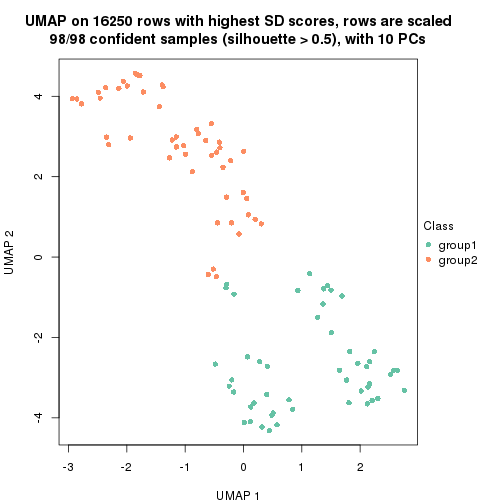 UMAP on 16250 rows with highest SD scores, rows are scaled
98/98 confident samples (silhouette > 0.5), with 10 PCs
4
2
0
-2
-4
UMAP 2
-3
-2
-1
0
1
2
UMAP 1
Class
group1
group2